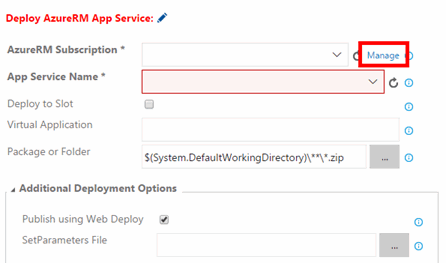 Deploy AzureRM App Service:
AzureRM Subscription * Manage
App Service Name *
Deploy to Slot
Virtual Application
Package or Folder $(System.DefaultWorkingDirectory)\**\*.zip ...
Additional Deployment Options
Publish using Web Deploy
SetParameters File ...